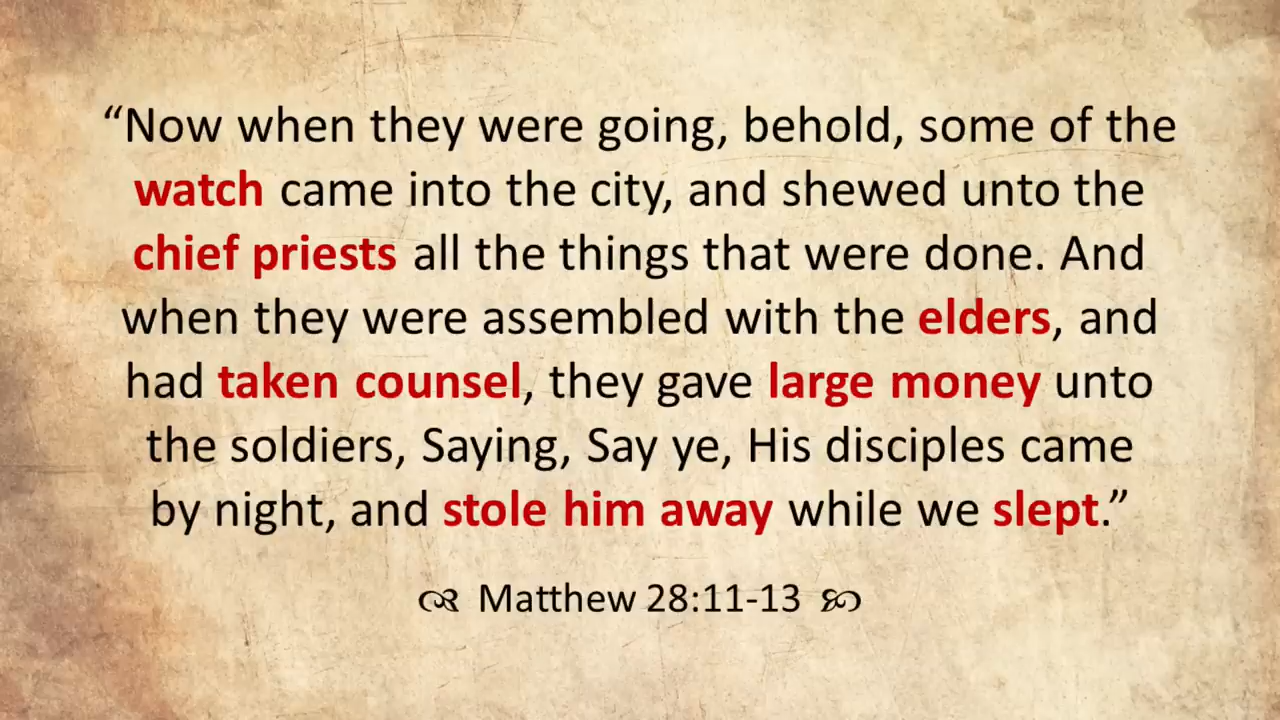 “Now when they were going, behold, some of the
watch came into the city, and shewed unto the
chief priests all the things that were done. And
when they were assembled with the elders, and
had taken counsel, they gave large money unto
the soldiers, Saying, Say ye, His disciples came
by night, and stole him away while we slept.”
Matthew 28:11-13